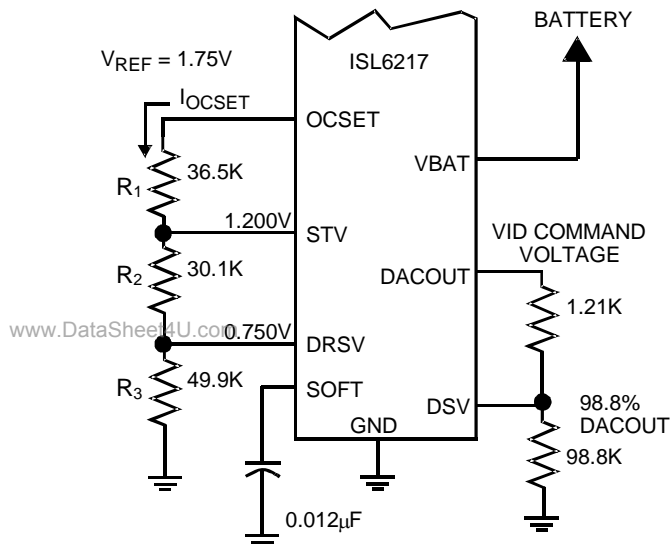 BATTERY
V_REF = 1.75V
ISL6217
I_OCSET
OCSET
36.5K
R1
VBAT
1.200V
STV
VID COMMAND
VOLTAGE
R2
30.1K
DACOUT
1.21K
www.DataSheet4U.com
0.750V
DRSV
R3
49.9K
SOFT
DSV
98.8%
DACOUT
GND
98.8K
0.012µF